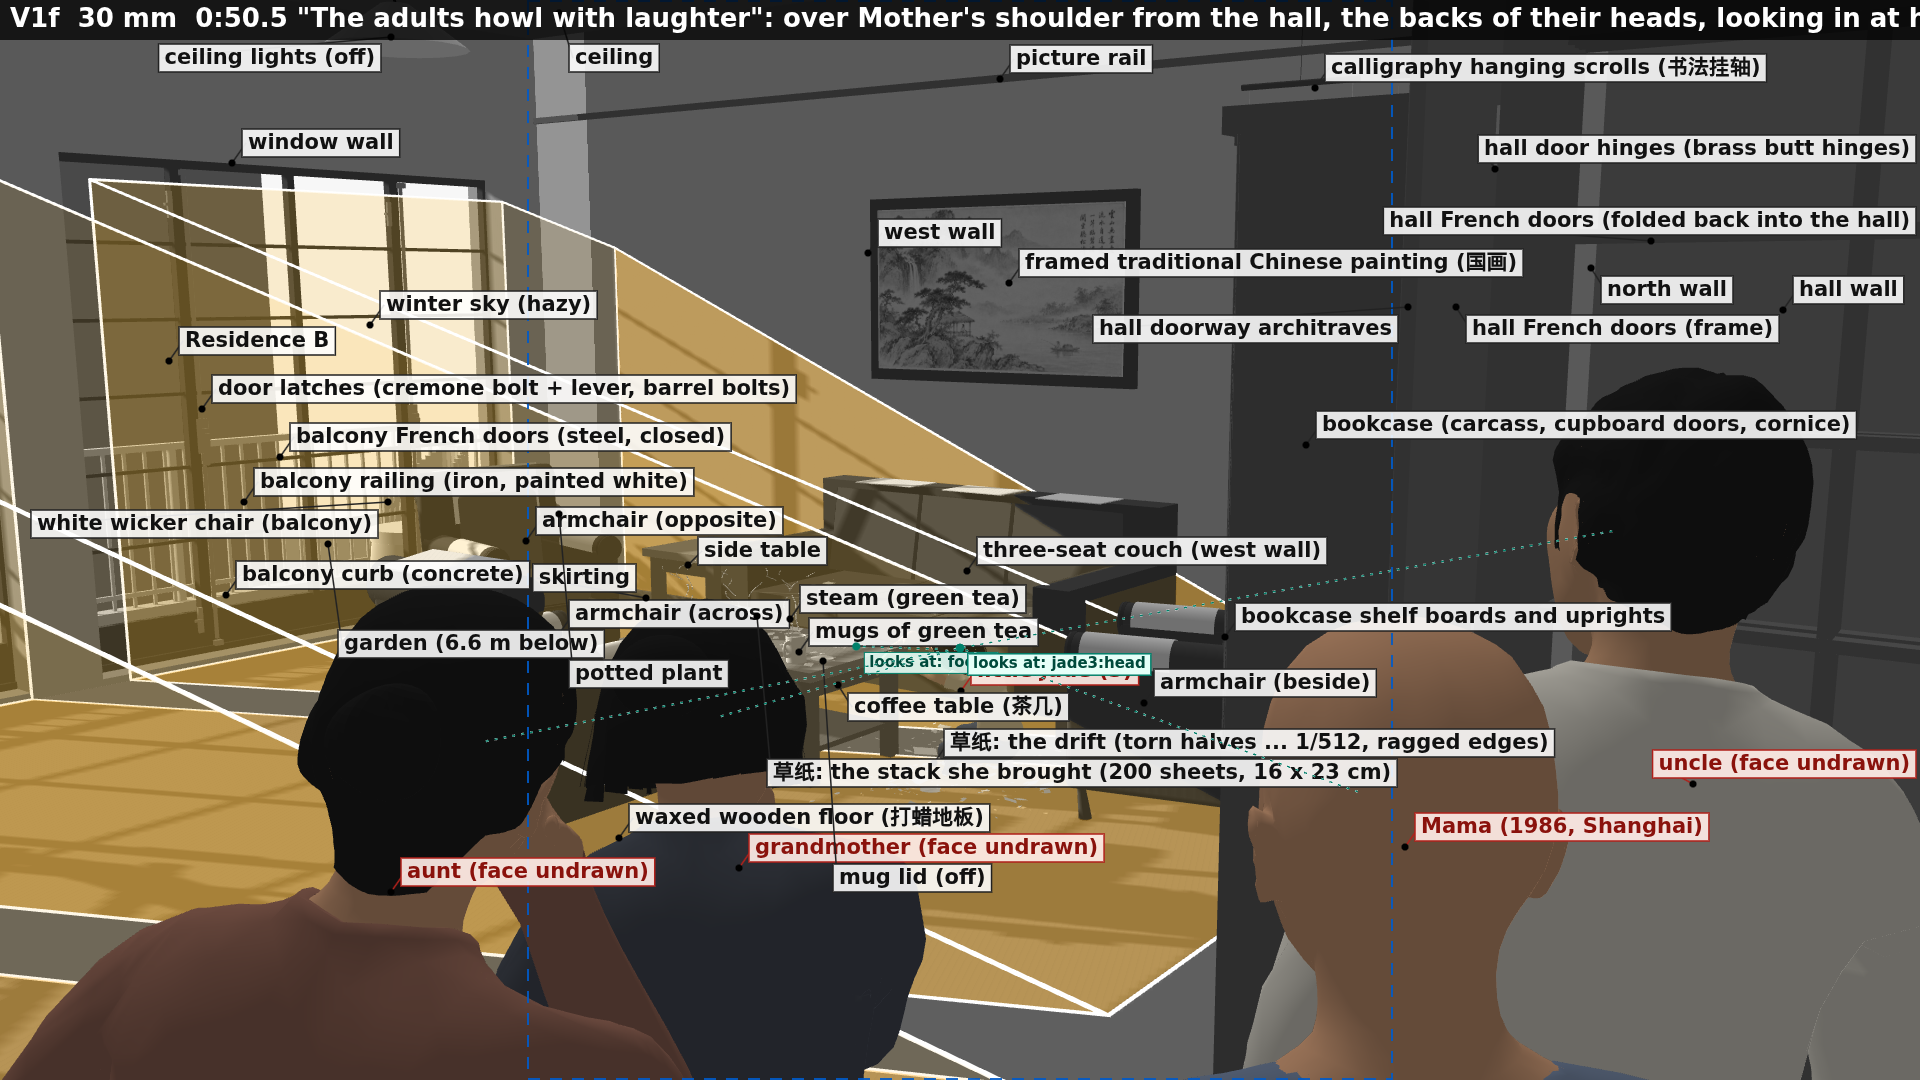 V1f 30 mm 0:50.5 "The adults howl with laughter": over Mother's shoulder from the hall, the backs of their heads, looking in at h
ceiling lights (off)
ceiling
picture rail
calligraphy hanging scrolls (书法挂轴)
window wall
hall door hinges (brass butt hinges)
hall French doors (folded back into the hall)
west wall
framed traditional Chinese painting (国画)
winter sky (hazy)
north wall
hall wall
Residence B
hall doorway architraves
hall French doors (frame)
door latches (cremone bolt + lever, barrel bolts)
balcony French doors (steel, closed)
bookcase (carcass, cupboard doors, cornice)
balcony railing (iron, painted white)
white wicker chair (balcony)
armchair (opposite)
side table
three-seat couch (west wall)
balcony curb (concrete)
skirting
steam (green tea)
armchair (across)
bookcase shelf boards and uprights
mugs of green tea
garden (6.6 m below)
looks at:
looks at: jade3:head
potted plant
armchair (beside)
coffee table (茶几)
草纸: the drift (torn halves ... 1/512, ragged edges)
草纸: the stack she brought (200 sheets, 16 x 23 cm)
uncle (face undrawn)
waxed wooden floor (打蜡地板)
Mama (1986, Shanghai)
grandmother (face undrawn)
aunt (face undrawn)
mug lid (off)